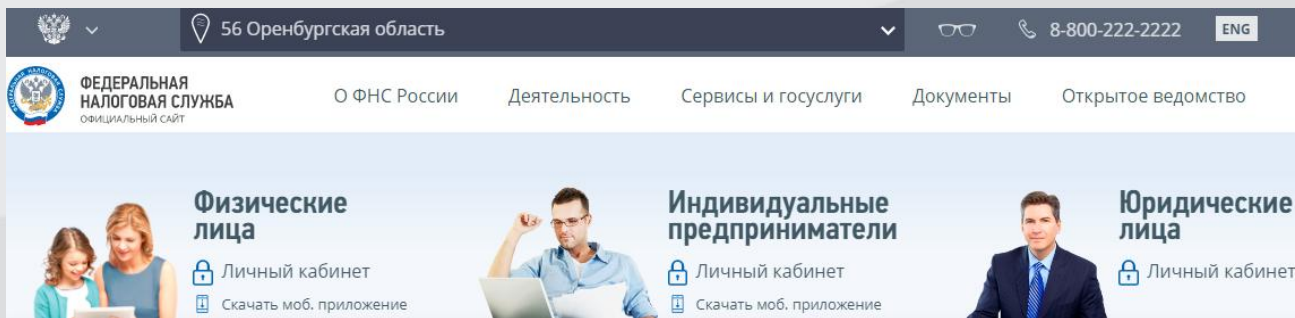 56 Оренбургская область
8-800-222-2222
ENG
ФЕДЕРАЛЬНАЯ
НАЛОГОВАЯ СЛУЖБА
ОФИЦИАЛЬНЫЙ САЙТ
О ФНС России
Деятельность
Сервисы и госуслуги
Документы
Открытое ведомство
Физические
лица
Личный кабинет
Скачать моб. приложение
Индивидуальные
предприниматели
Личный кабинет
Скачать моб. приложение
Юридические
лица
Личный кабинет